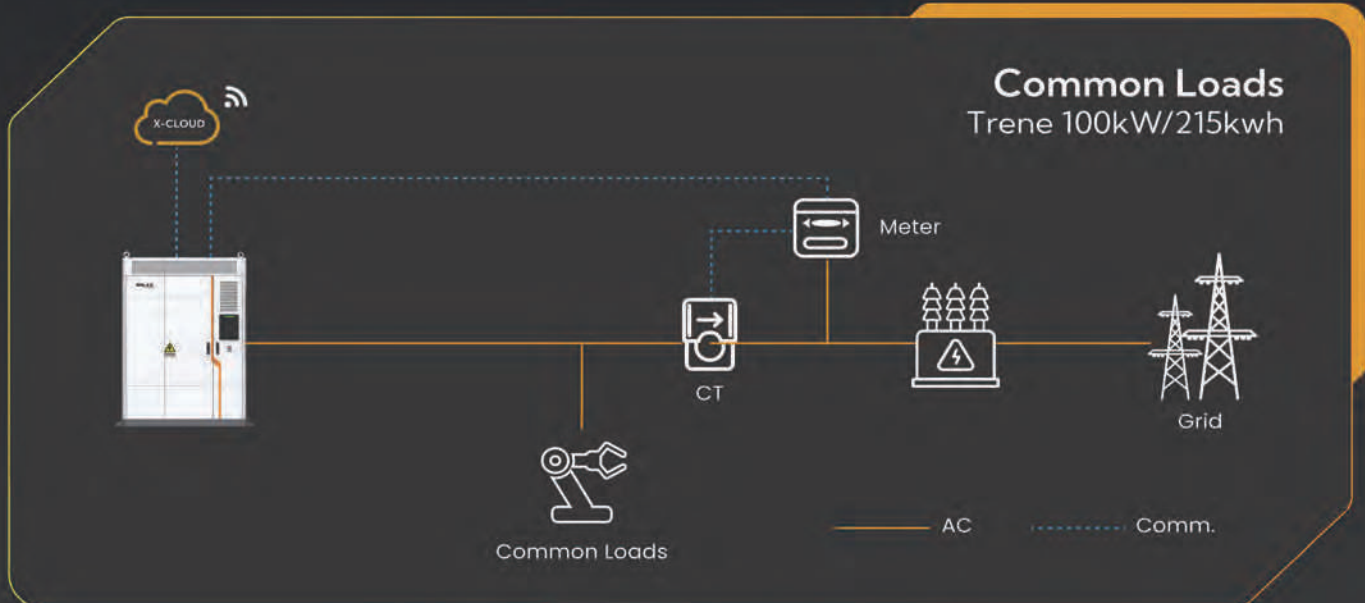 Common Loads
Trene 100kW/215kwh
X-CLOUD
Meter
CT
Grid
Common Loads
AC
Comm.